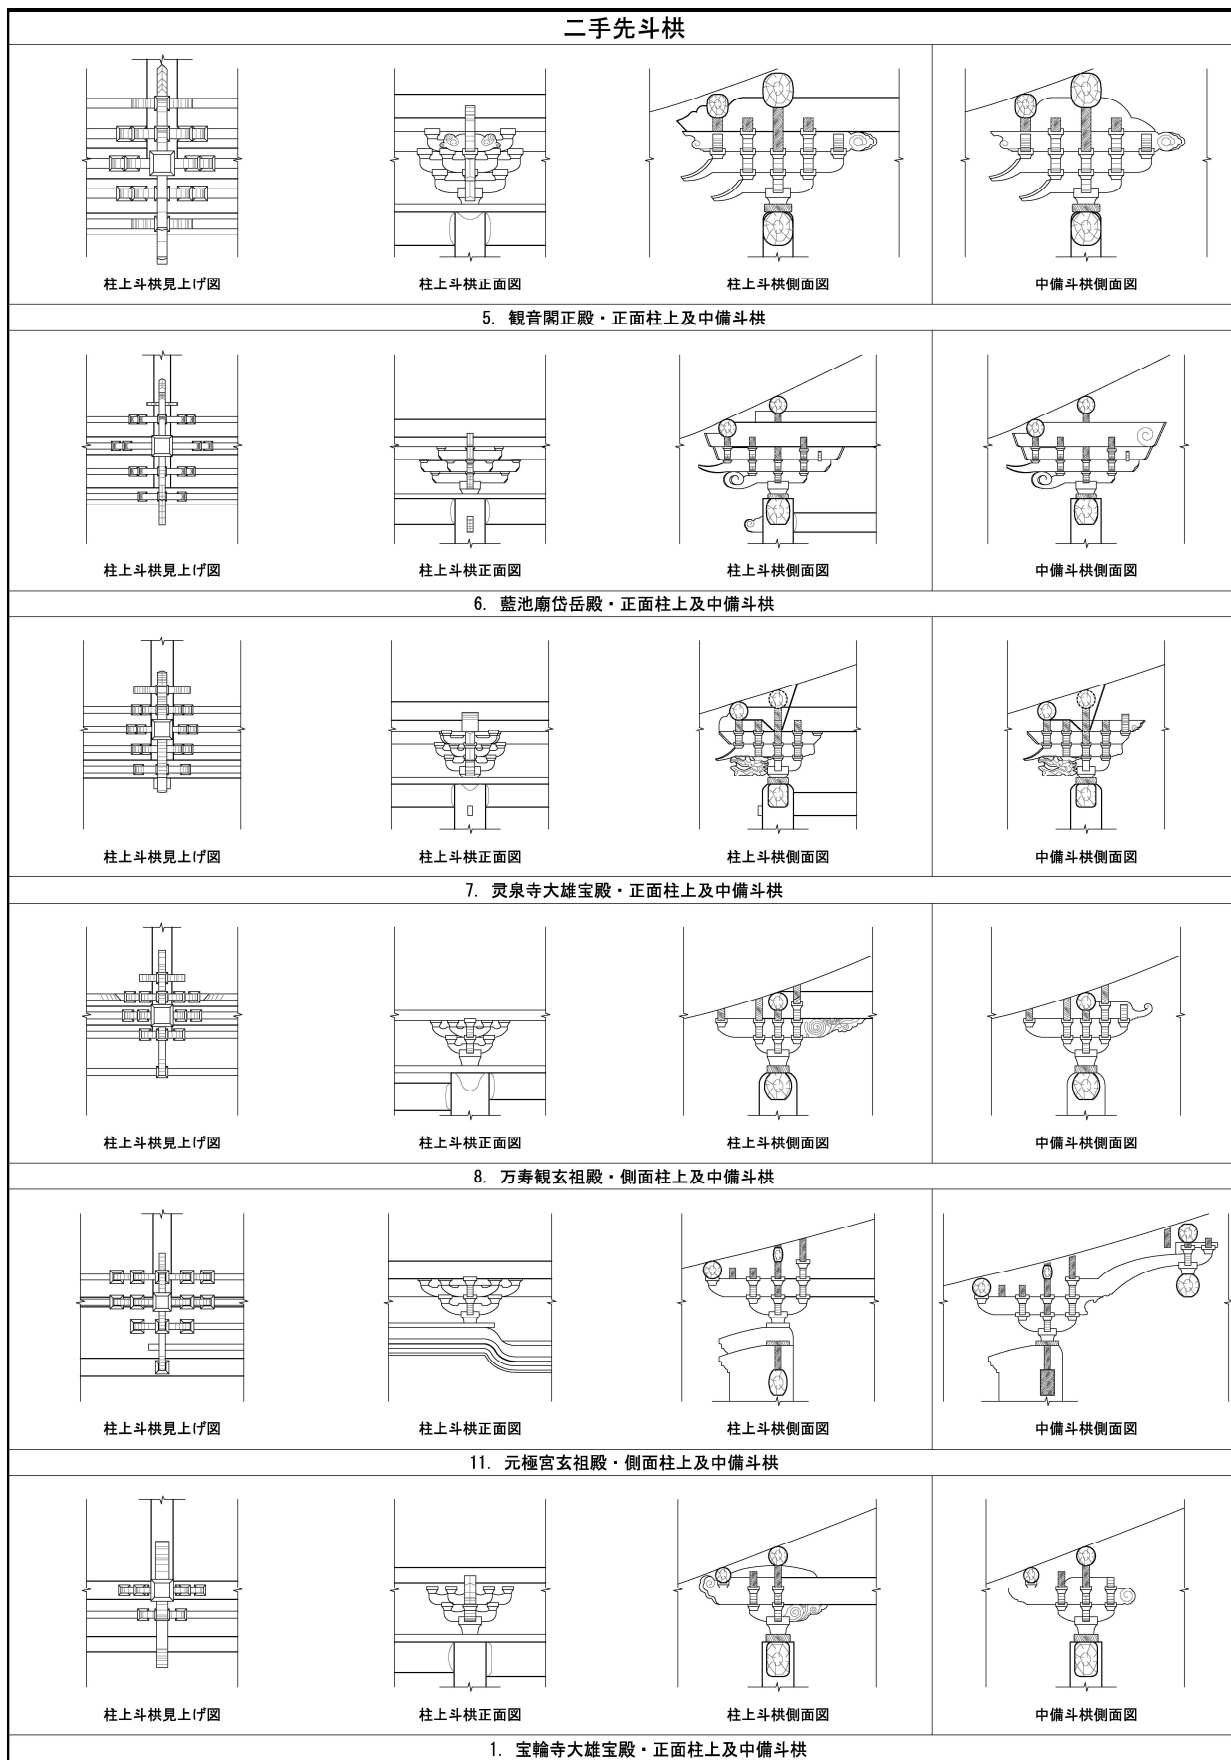 二手先斗栱
柱上斗栱見上げ図 柱上斗栱正面図 柱上斗栱側面図 中備斗栱側面図
5. 観音閣正殿・正面柱上及中備斗栱
柱上斗栱見上げ図 柱上斗栱正面図 柱上斗栱側面図 中備斗栱側面図
6. 藍池廟岱岳殿・正面柱上及中備斗栱
柱上斗栱見上げ図 柱上斗栱正面図 柱上斗栱側面図 中備斗栱側面図
7. 灵泉寺大雄宝殿・正面柱上及中備斗栱
柱上斗栱見上げ図 柱上斗栱正面図 柱上斗栱側面図 中備斗栱側面図
8. 万寿観玄祖殿・側面柱上及中備斗栱
柱上斗栱見上げ図 柱上斗栱正面図 柱上斗栱側面図 中備斗栱側面図
11. 元極宮玄祖殿・側面柱上及中備斗栱
柱上斗栱見上げ図 柱上斗栱正面図 柱上斗栱側面図 中備斗栱側面図
1. 宝輪寺大雄宝殿・正面柱上及中備斗栱